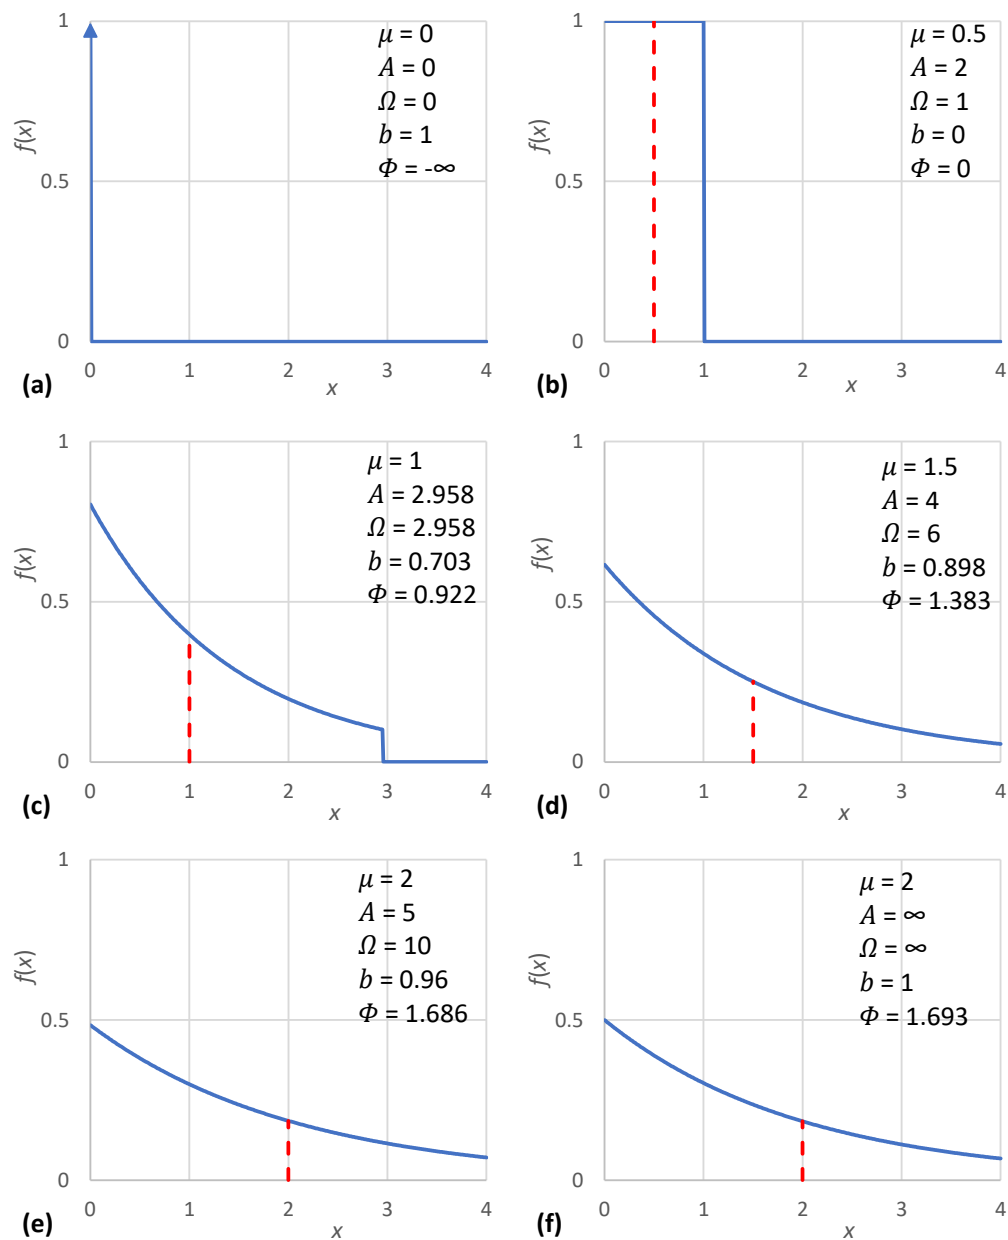 1
0.5
0
f(x)
0 1 2 3 4
x
μ = 0
A = 0
Ω = 0
b = 1
Φ = -∞
(a)
1
0.5
0
f(x)
0 1 2 3 4
x
μ = 0.5
A = 2
Ω = 1
b = 0
Φ = 0
(b)
1
0.5
0
f(x)
0 1 2 3 4
x
μ = 1
A = 2.958
Ω = 2.958
b = 0.703
Φ = 0.922
(c)
1
0.5
0
f(x)
0 1 2 3 4
x
μ = 1.5
A = 4
Ω = 6
b = 0.898
Φ = 1.383
(d)
1
0.5
0
f(x)
0 1 2 3 4
x
μ = 2
A = 5
Ω = 10
b = 0.96
Φ = 1.686
(e)
1
0.5
0
f(x)
0 1 2 3 4
x
μ = 2
A = ∞
Ω = ∞
b = 1
Φ = 1.693
(f)